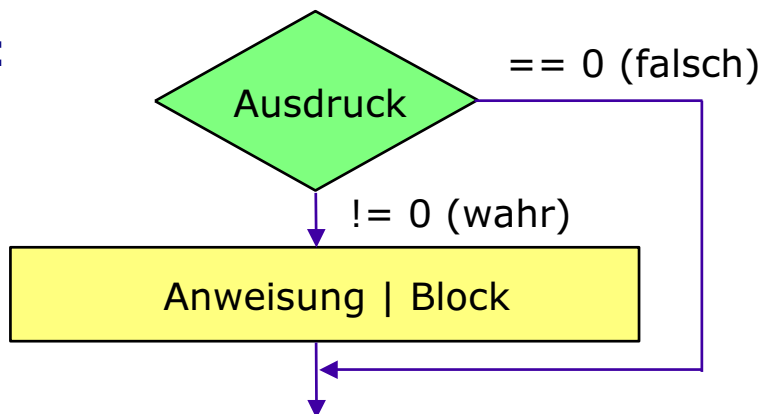 :
== 0 (falsch)
Ausdruck
!= 0 (wahr)
Anweisung | Block